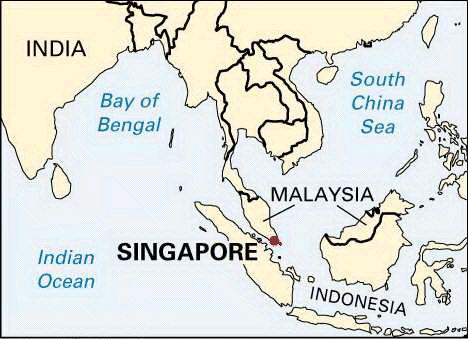 INDIA
Bay of
Bengal
South
China
Sea
MALAYSIA
SINGAPORE
Indian
Ocean
INDONESIA